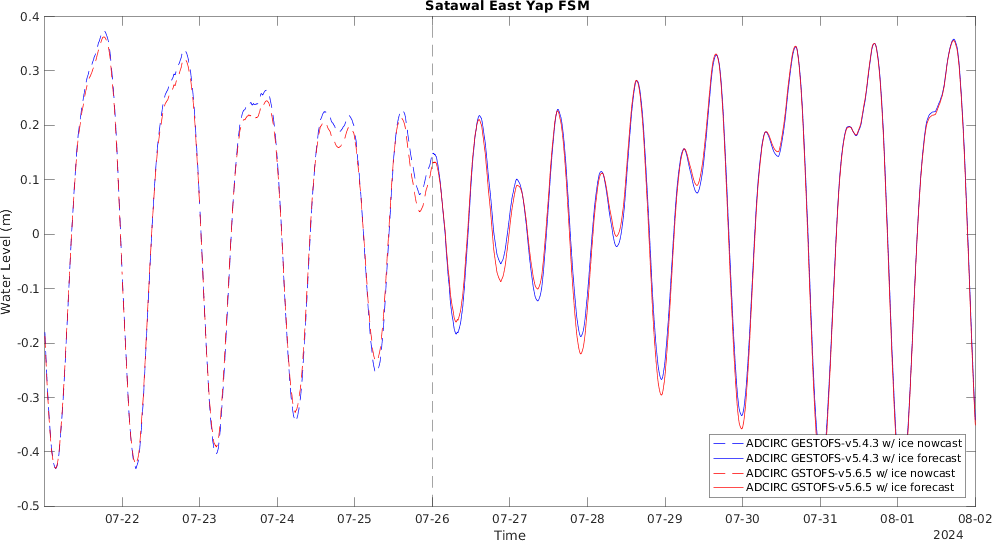 Satawal East Yap FSM
0.4
0.3
0.2
0.1
0
-0.1
-0.2
-0.3
-0.4
-0.5
Water Level (m)
ADCIRC GESTOFS-v5.4.3 w/ ice nowcast
ADCIRC GESTOFS-v5.4.3 w/ ice forecast
ADCIRC GSTOFS-v5.6.5 w/ ice nowcast
ADCIRC GSTOFS-v5.6.5 w/ ice forecast
07-22 07-23 07-24 07-25 07-26 07-27 07-28 07-29 07-30 07-31 08-01 08-02
Time
2024